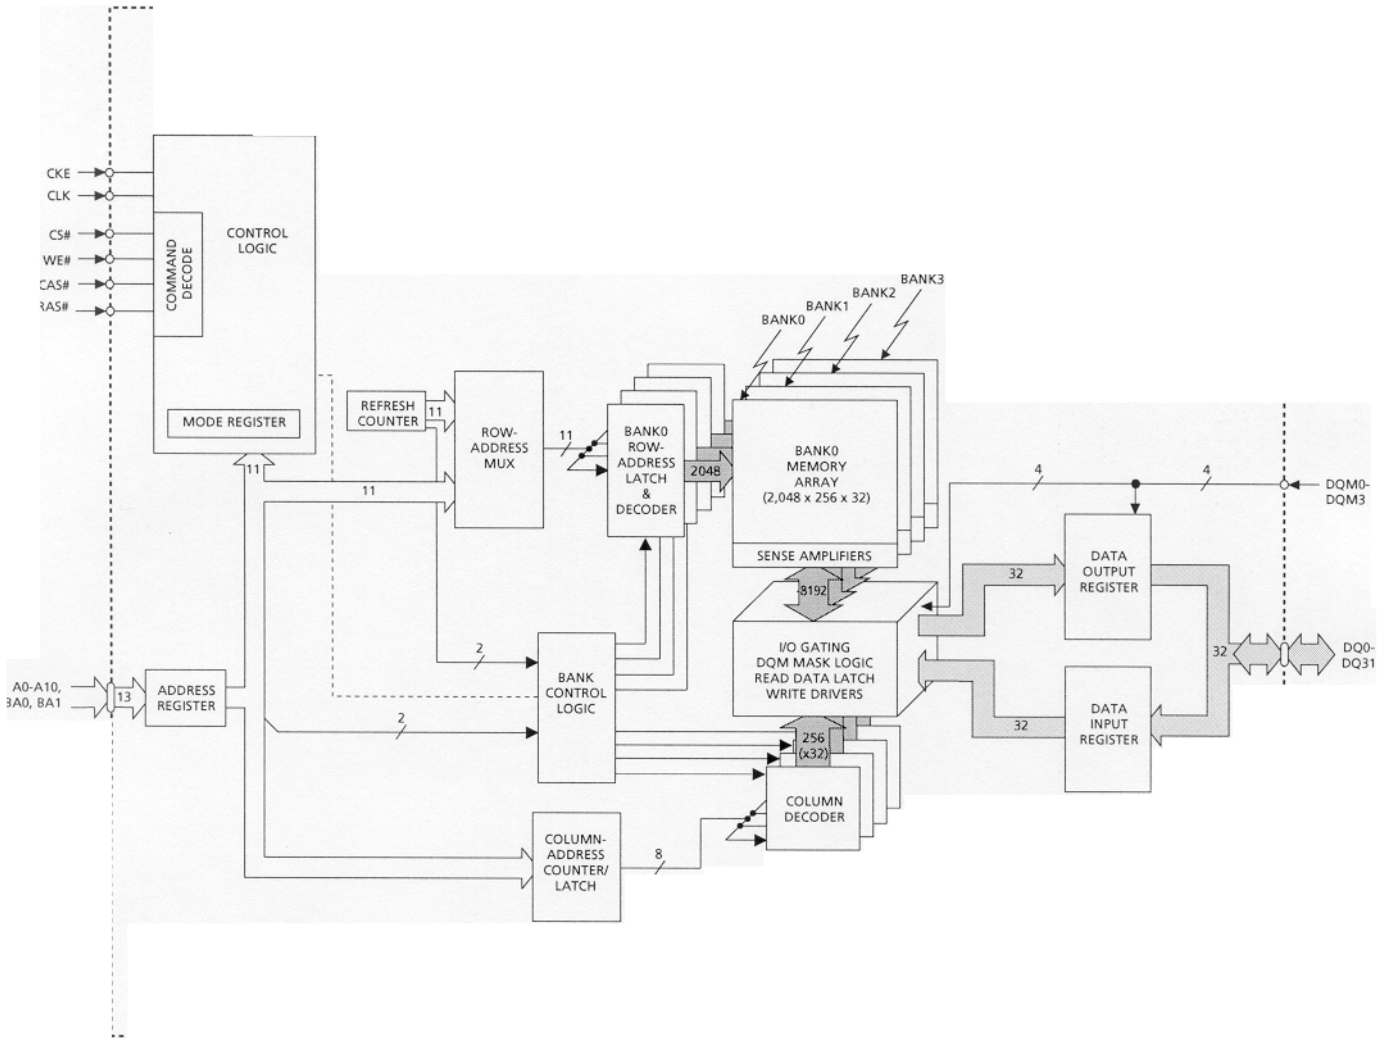 CKE
CLK
CS#
WE#
CAS#
RAS#
COMMAND
DECODE
CONTROL
LOGIC
MODE REGISTER
11
BANK0
BANK1
BANK2
BANK3
REFRESH
COUNTER
11
11
ROW-
ADDRESS
MUX
11
BANK0
ROW-
ADDRESS
LATCH
&
DECODER
2048
BANK0
MEMORY
ARRAY
(2,048 x 256 x 32)
SENSE AMPLIFIERS
8192
4
4
DQM0-
DQM3
DATA
OUTPUT
REGISTER
32
I/O GATING
DQM MASK LOGIC
READ DATA LATCH
WRITE DRIVERS
32
DQ0-
DQ31
DATA
INPUT
REGISTER
32
A0-A10,
BA0, BA1
13
ADDRESS
REGISTER
2
2
BANK
CONTROL
LOGIC
256
(x32)
COLUMN
DECODER
COLUMN-
ADDRESS
COUNTER/
LATCH
8